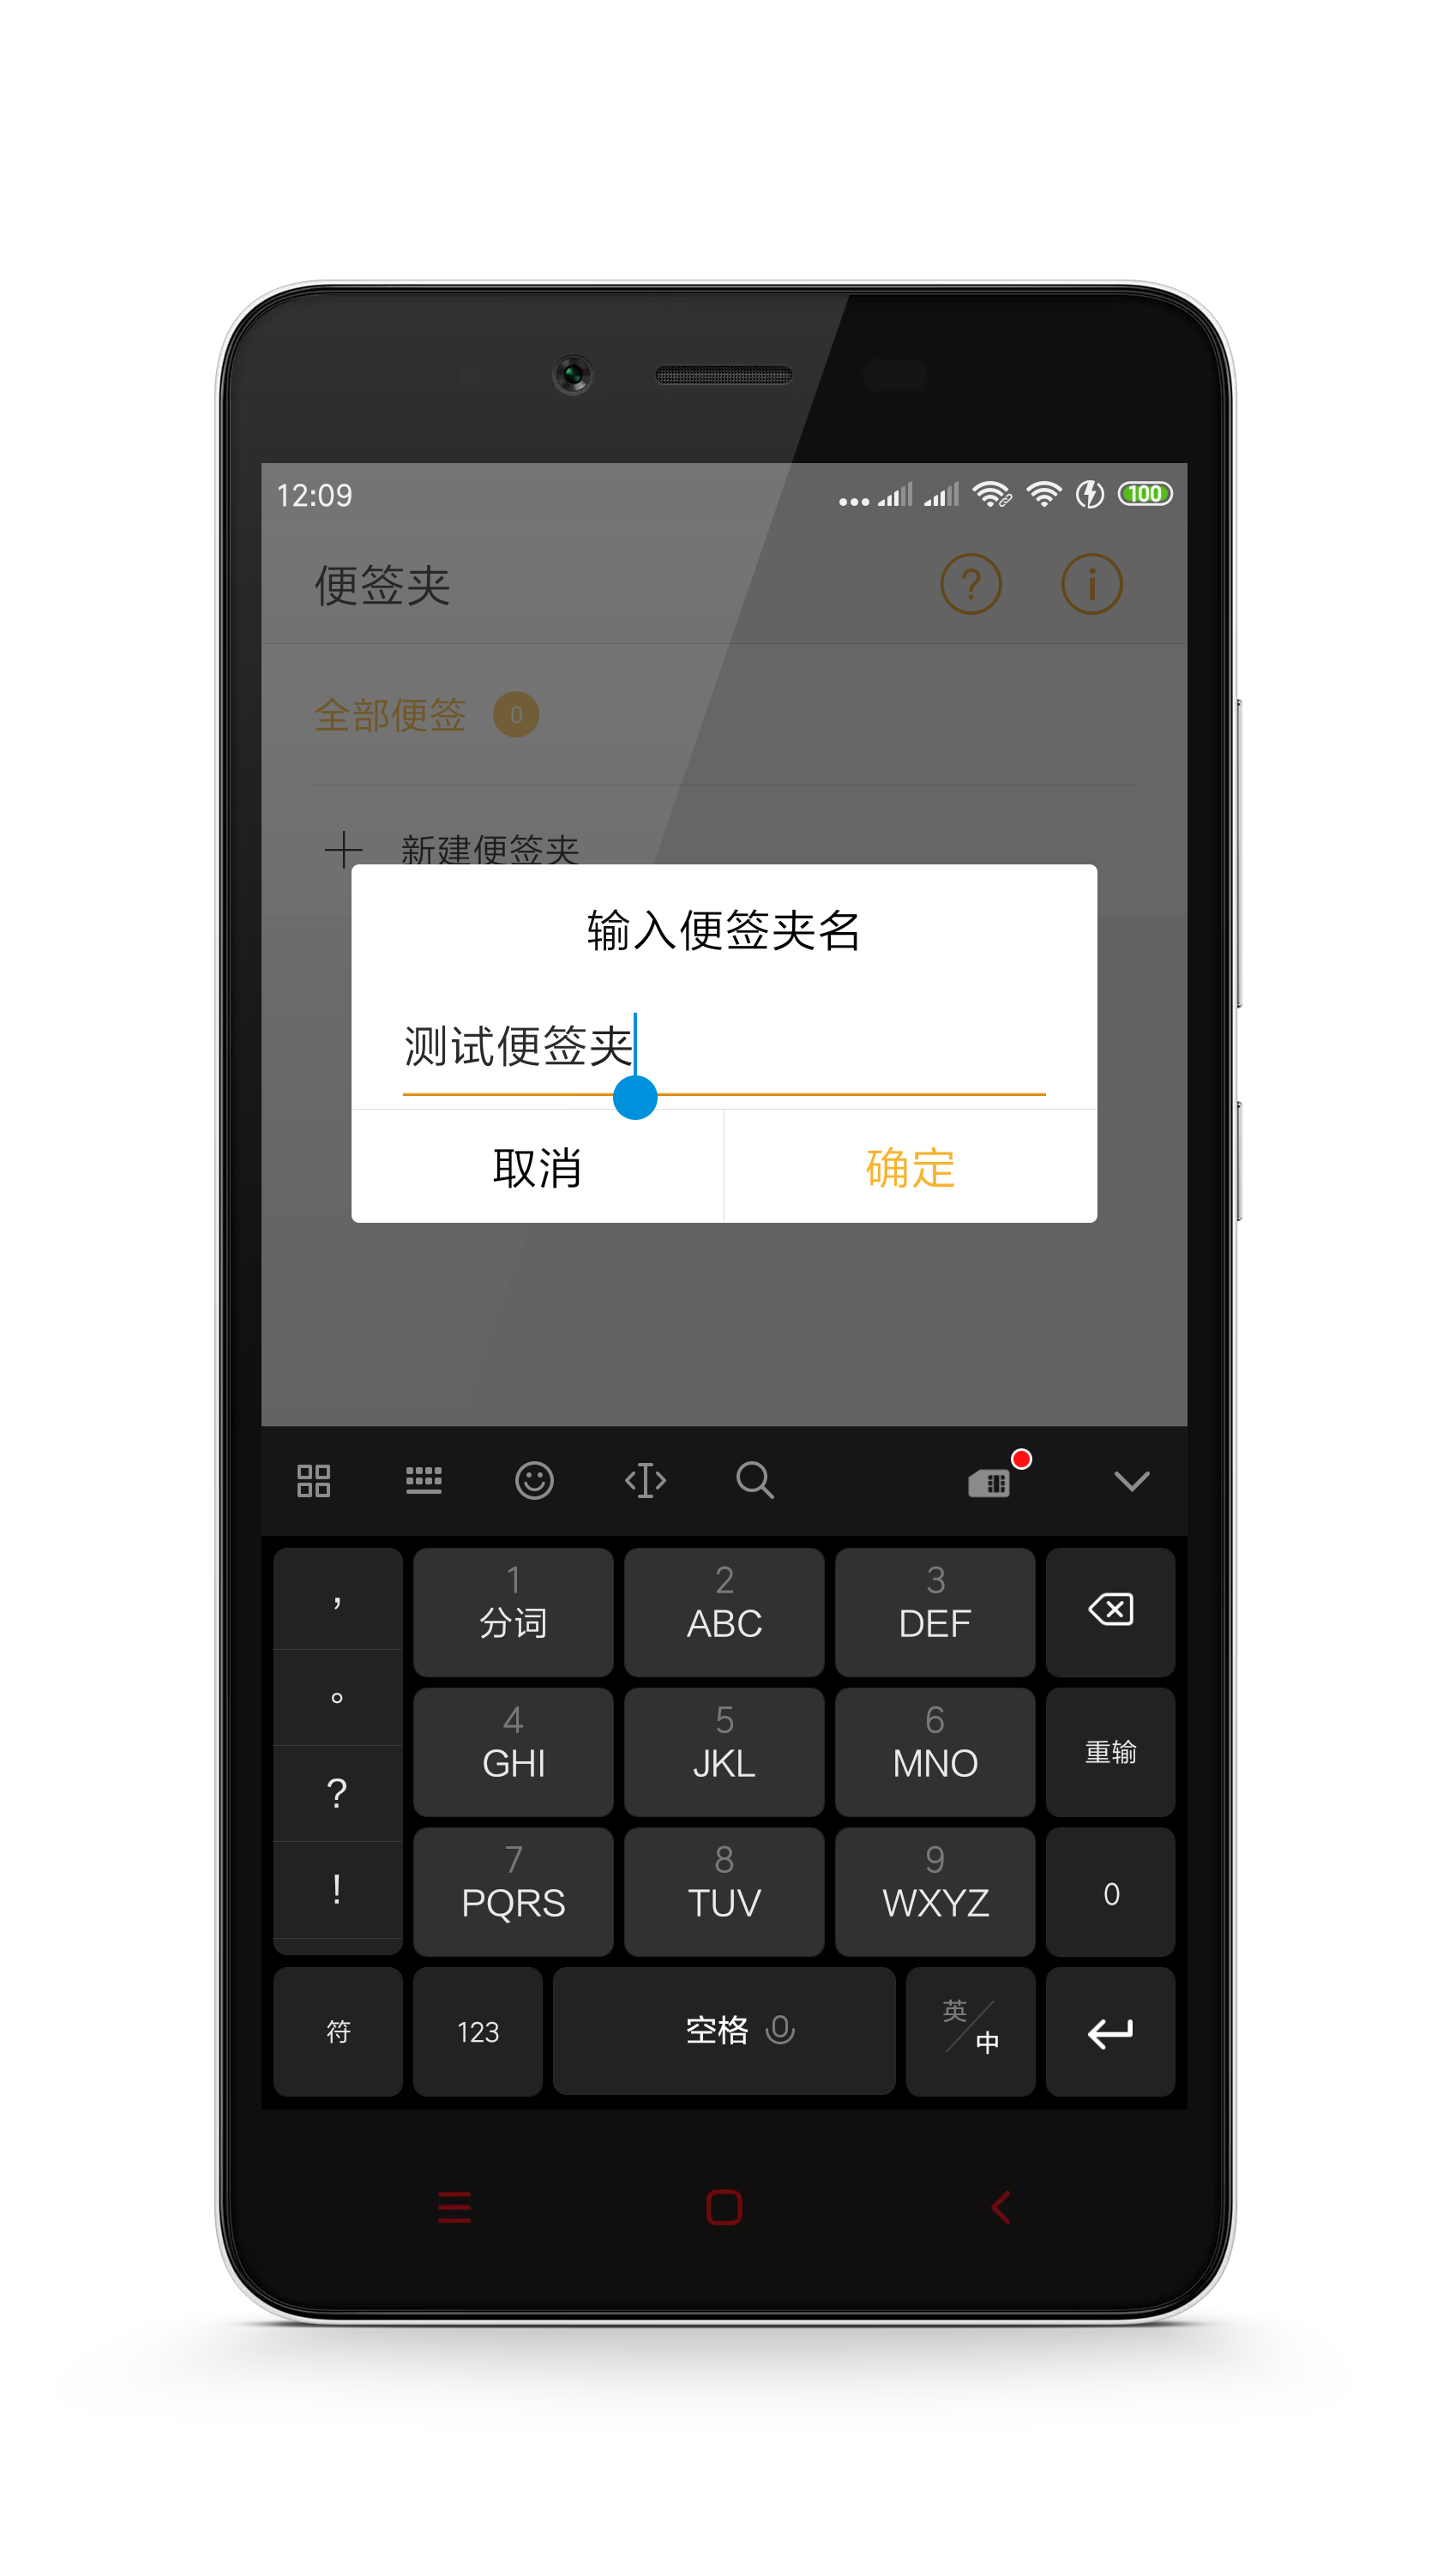 12:09 100
便签夹 ? i
全部便签 0
新建便签夹
输入便签夹名
测试便签夹
取消 确定
， 1 2 3
分词 ABC DEF
。 4 5 6
GHI JKL MNO 重输
? 7 8 9
! PQRS TUV WXYZ 0
符 123 空格 英/中